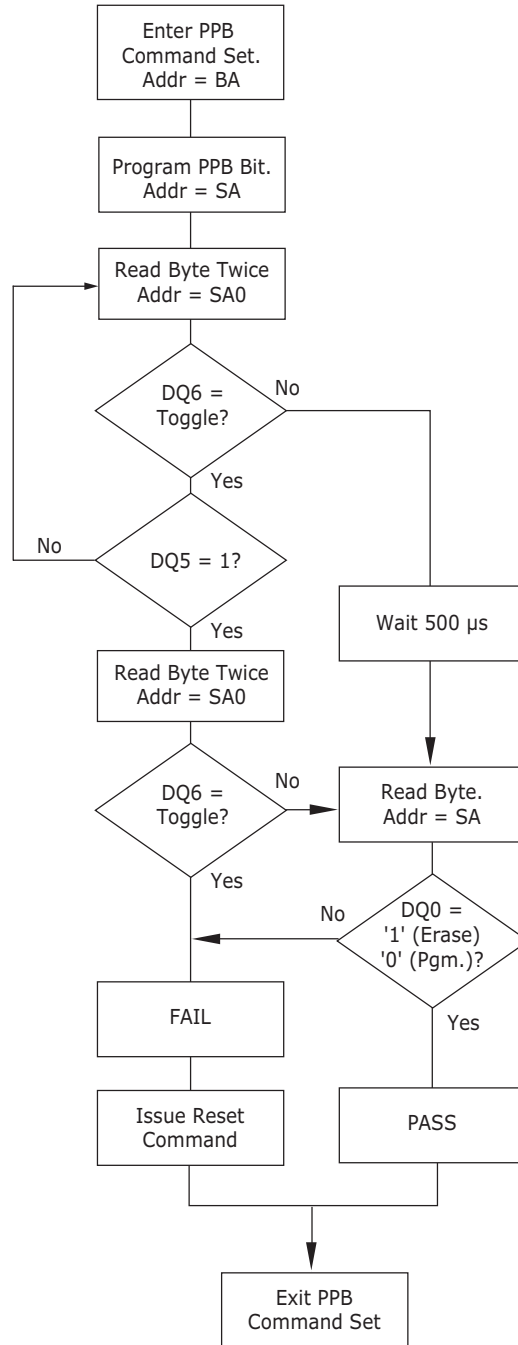 Enter PPB
Command Set.
Addr = BA
Program PPB Bit.
Addr = SA
Read Byte Twice
Addr = SA0
DQ6 =
Toggle?
No
Yes
No
DQ5 = 1?
Yes
Wait 500 µs
Read Byte Twice
Addr = SA0
DQ6 =
Toggle?
No
Yes
Read Byte.
Addr = SA
No
DQ0 =
'1' (Erase)
'0' (Pgm.)?
Yes
FAIL
Issue Reset
Command
PASS
Exit PPB
Command Set